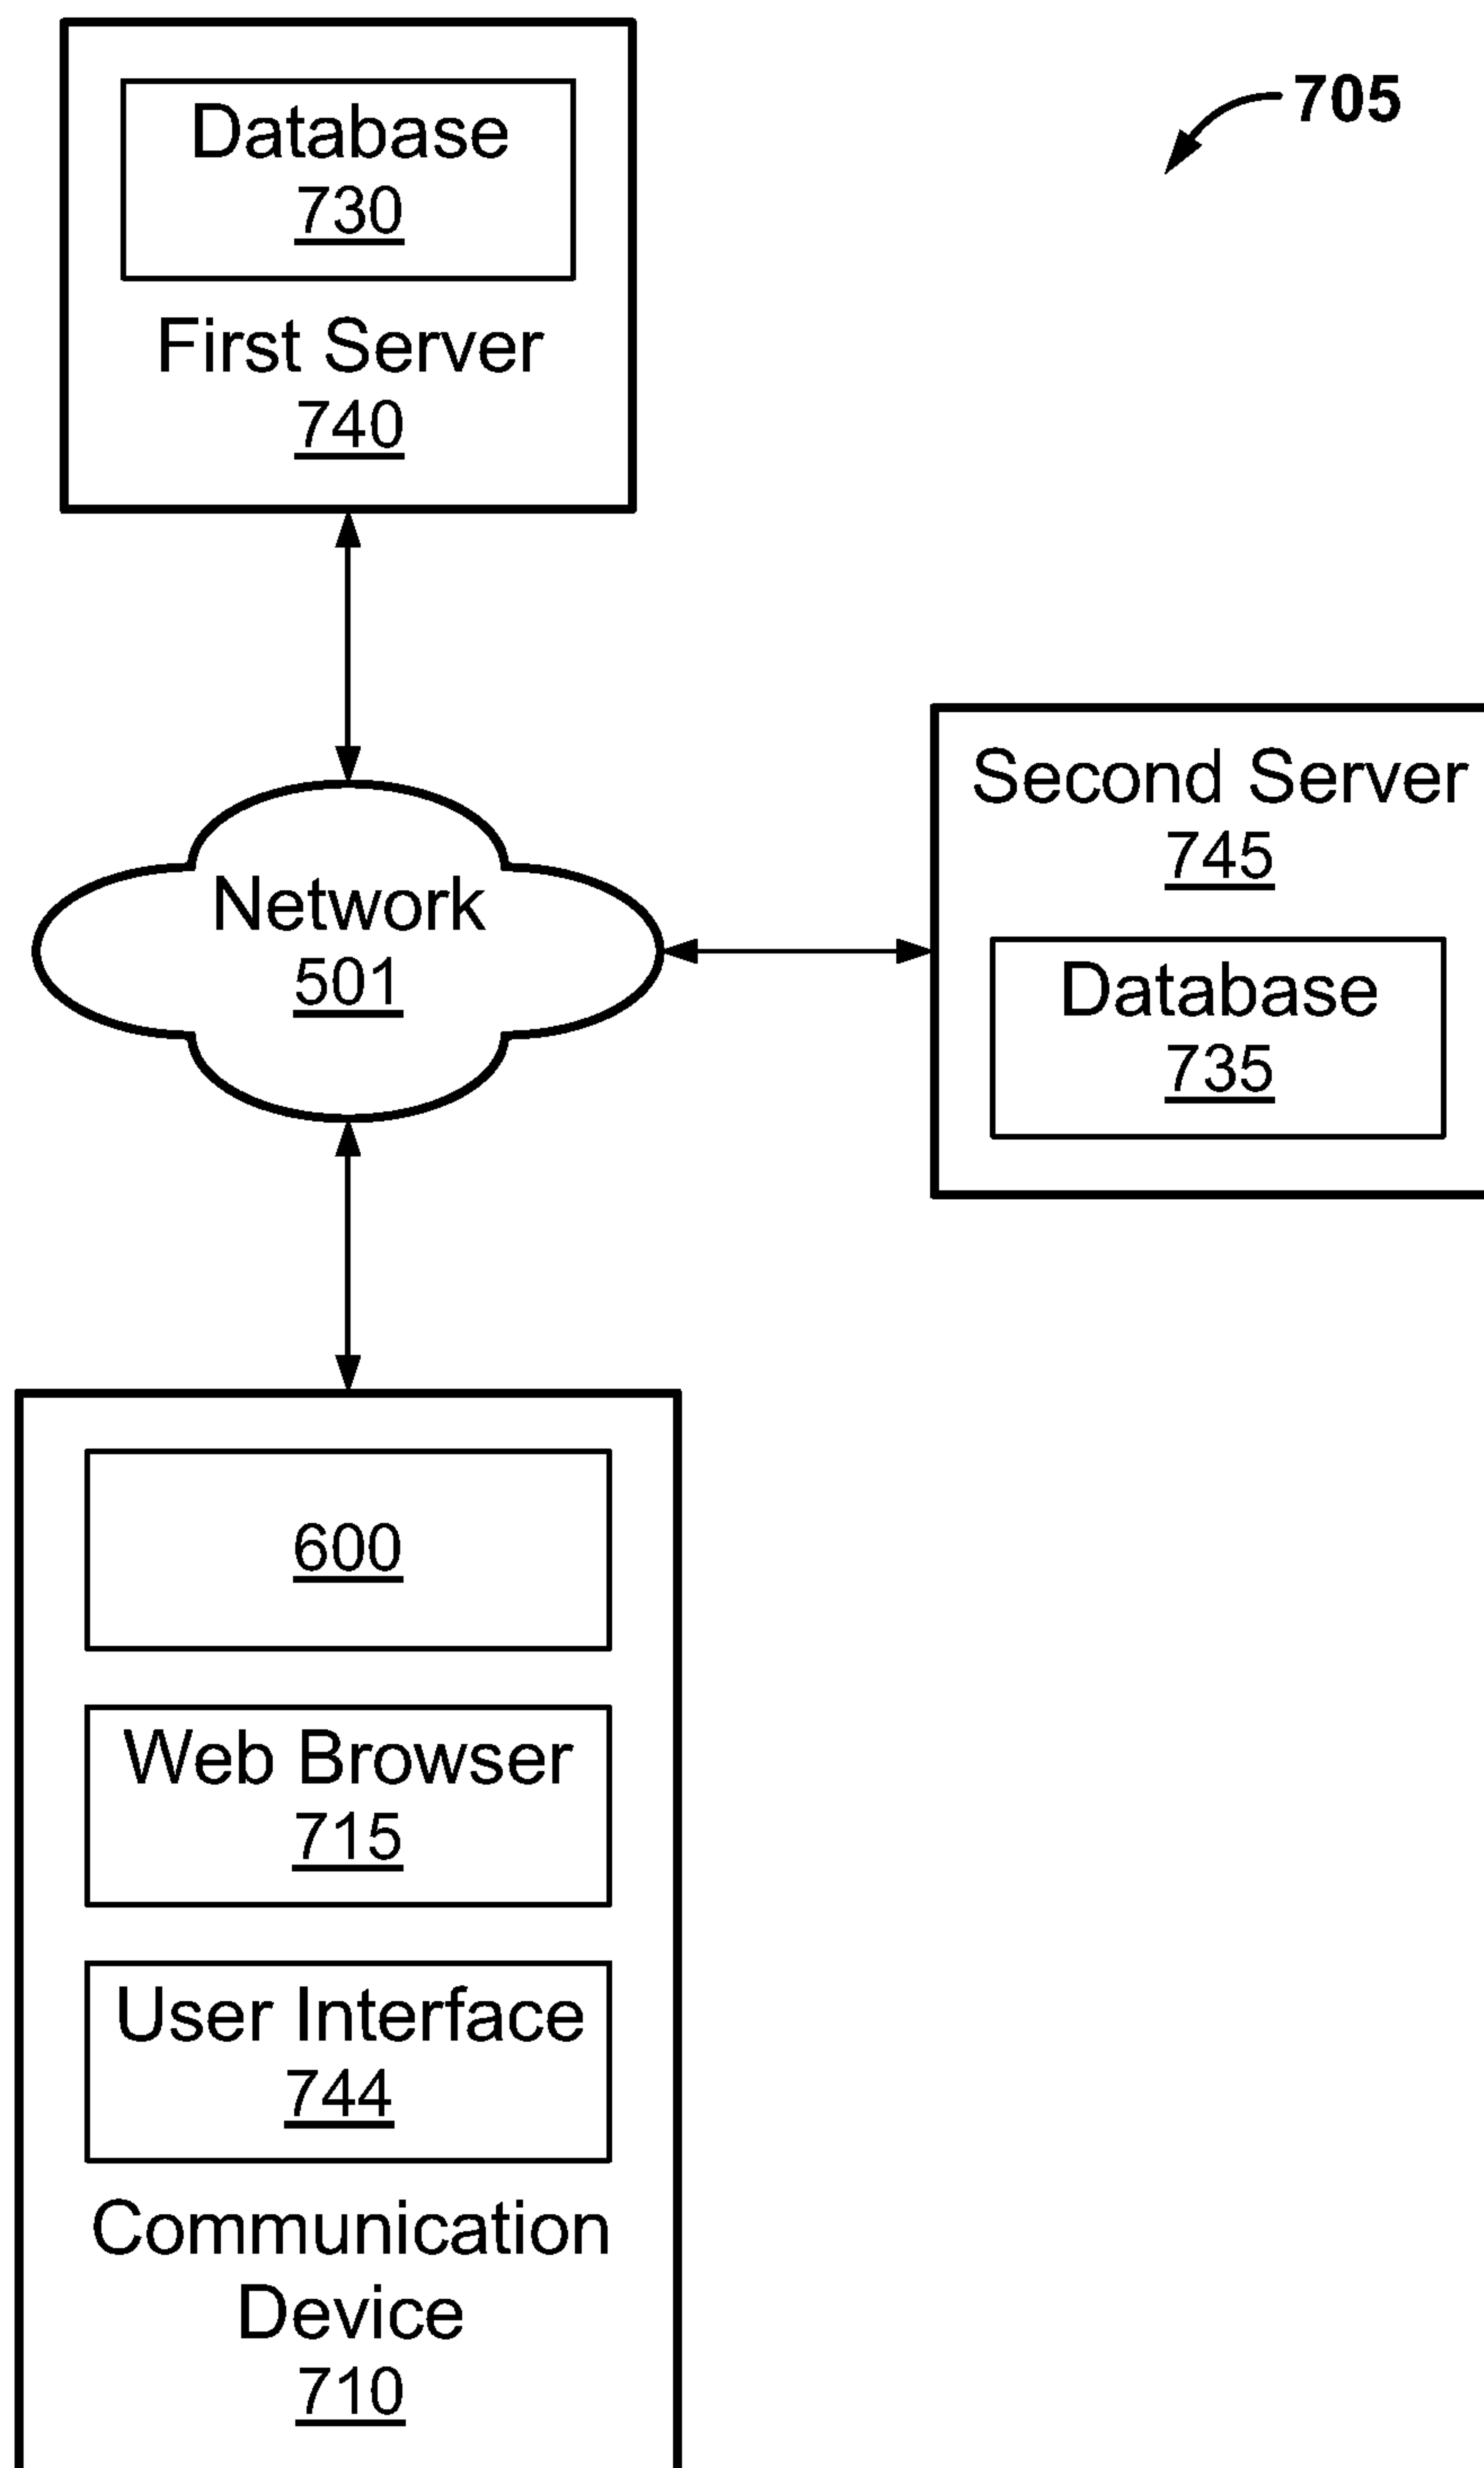 Database
730
First Server
740
705
Network
501
Second Server
745
Database
735
600
Web Browser
715
User Interface
744
Communication
Device
710